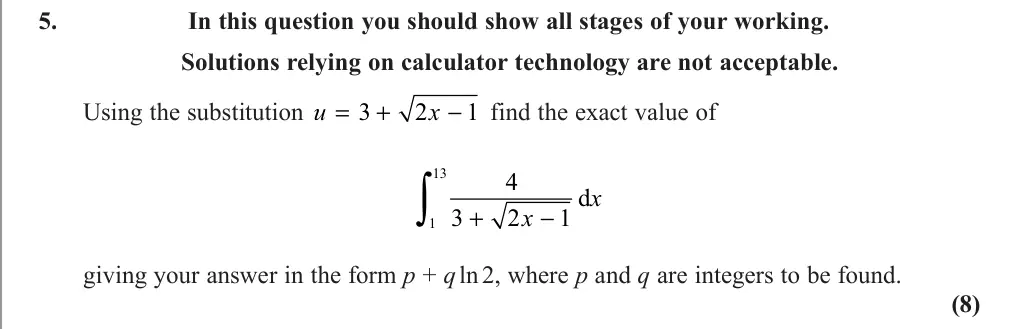 5. In this question you should show all stages of your working.
Solutions relying on calculator technology are not acceptable.
Using the substitution u = 3 + √(2x − 1) find the exact value of
∫₁¹³ 4/(3 + √(2x − 1)) dx
giving your answer in the form p + q ln 2, where p and q are integers to be found.
(8)